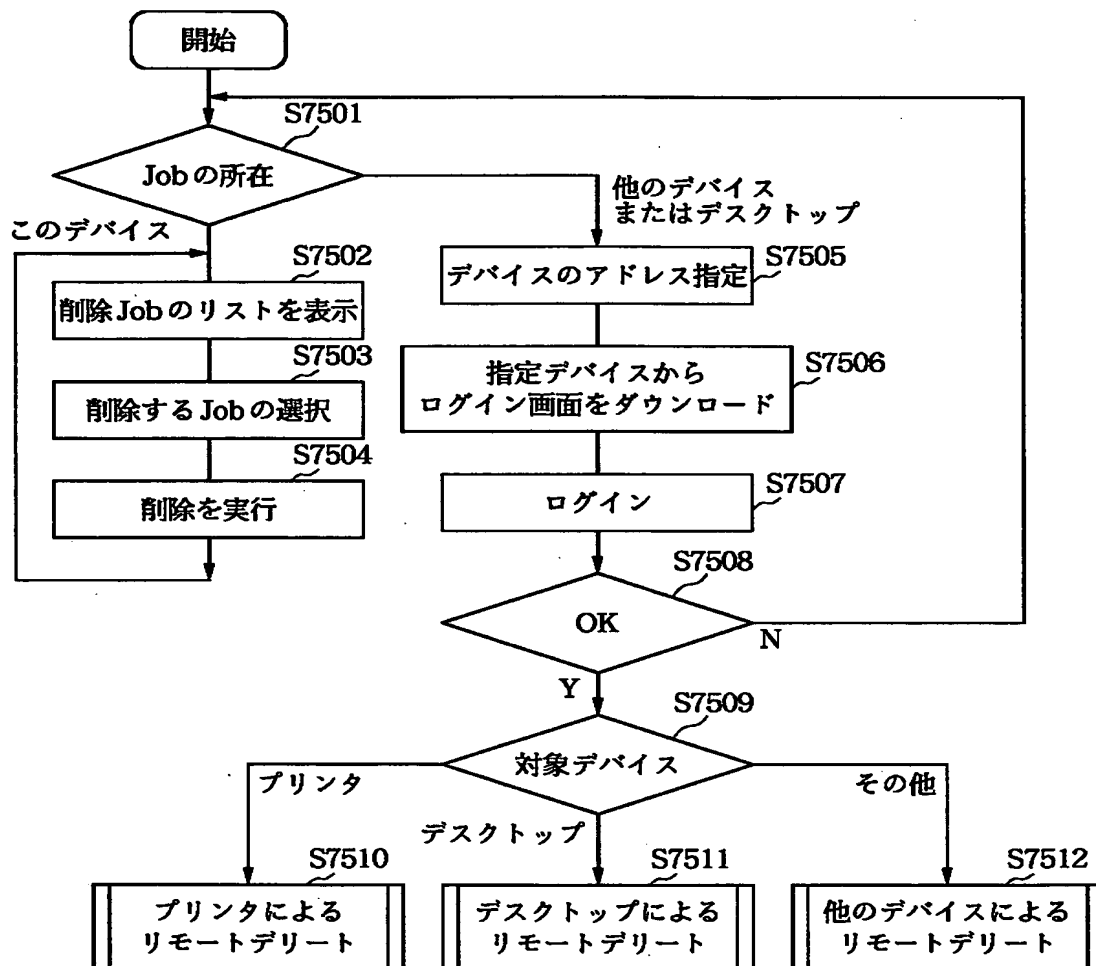 開始
S7501
Jobの所在
このデバイス
他のデバイス
またはデスクトップ
S7502
削除Jobのリストを表示
S7503
削除するJobの選択
S7504
削除を実行
S7505
デバイスのアドレス指定
S7506
指定デバイスから
ログイン画面をダウンロード
S7507
ログイン
S7508
OK
N
Y
S7509
対象デバイス
プリンタ
デスクトップ
その他
S7510
プリンタによる
リモートデリート
S7511
デスクトップによる
リモートデリート
S7512
他のデバイスによる
リモートデリート